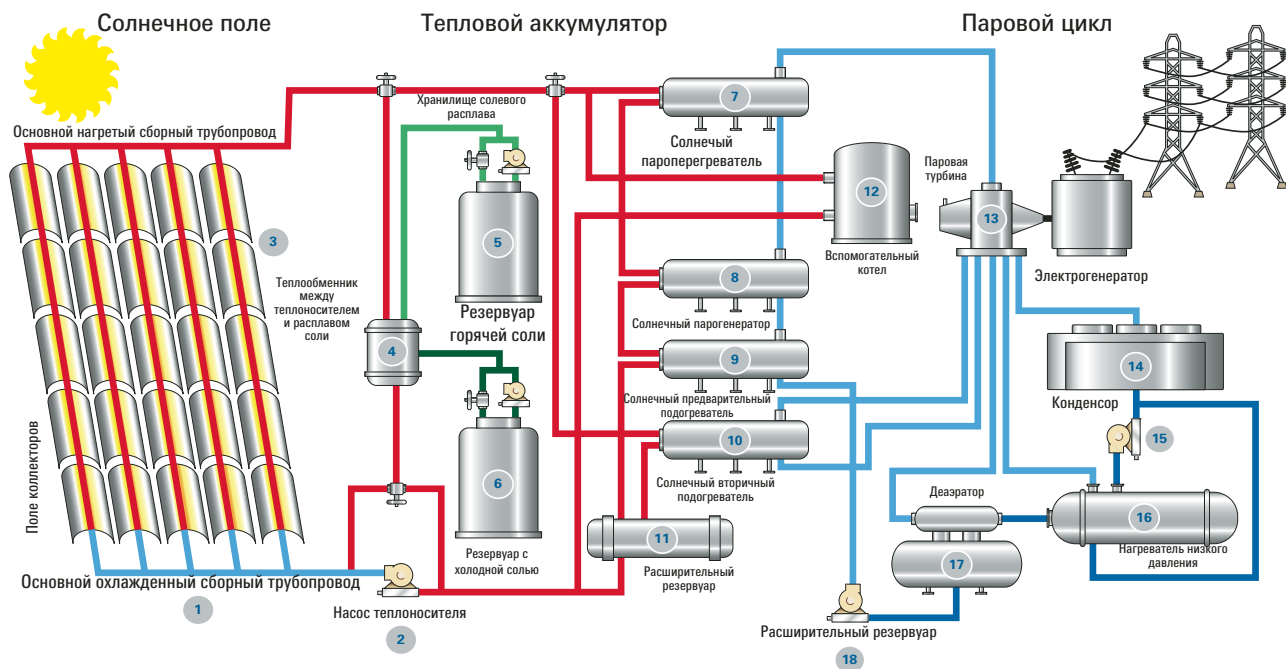 Солнечное поле
Тепловой аккумулятор
Паровой цикл
Основной нагретый сборный трубопровод
Хранилище солевого
расплава
7
Солнечый
пароперегреватель
Паровая
турбина
12
13
Вспомогательный
котел
Электрогенератор
3
5
Резервуар
горячей соли
Теплообменник
между
теплоносителем
и расплавом
соли
4
8
Солнечный парогенератор
9
Солнечный предварительный
подогреватель
10
Солнечный вторичный
подогреватель
14
Конденсор
15
Поле коллекторов
6
Резервуар с
холодной солью
11
Расширительный
резервуар
Деаэратор
16
Нагреватель низкого
давления
17
Основной охлажденный сборный трубопровод
1
Насос теплоносителя
2
Расширительный резервуар
18